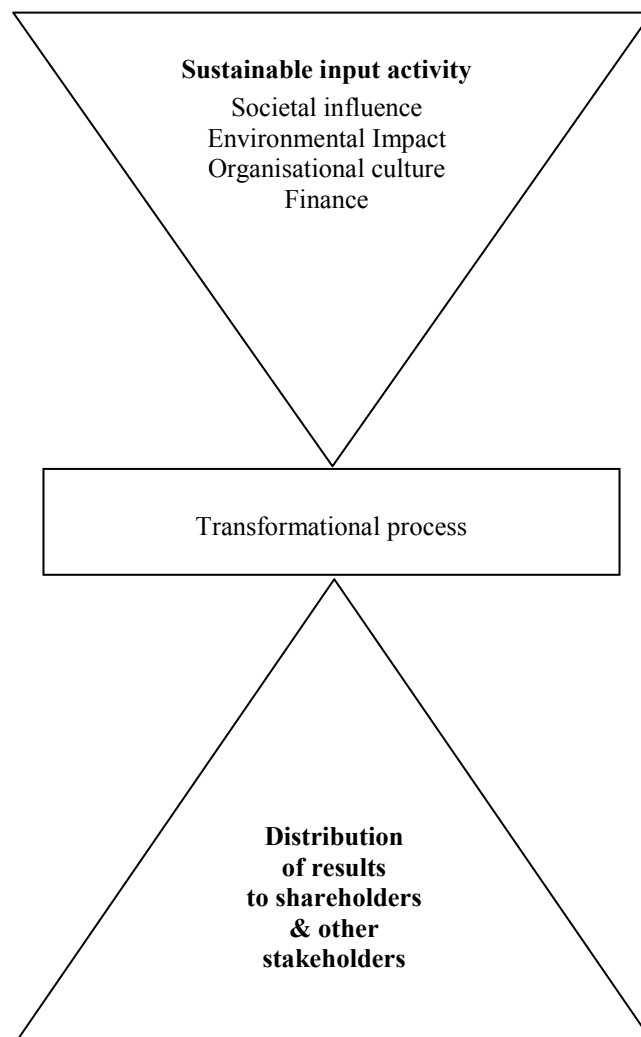 Sustainable input activity
Societal influence
Environmental Impact
Organisational culture
Finance
Transformational process
Distribution
of results
to shareholders
& other
stakeholders